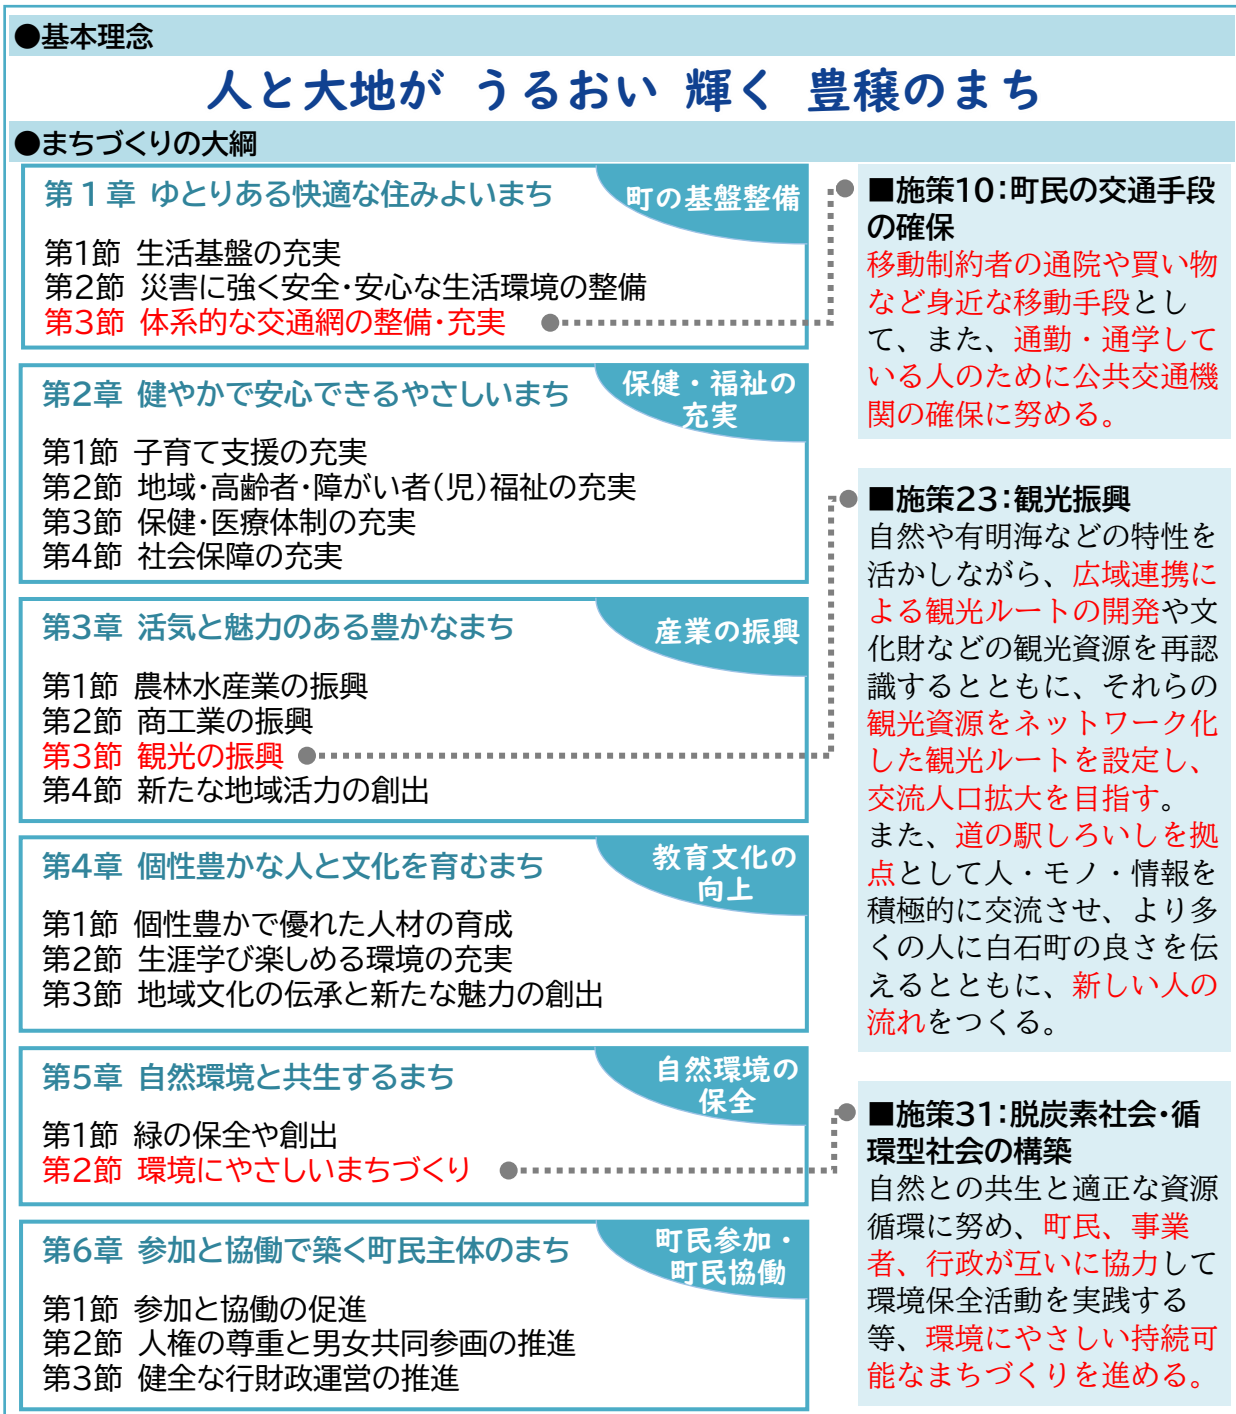 ●基本理念
人と大地が うるおい 輝く 豊穣のまち
●まちづくりの大綱
第1章 ゆとりある快適な住みよいまち
町の基盤整備
第1節 生活基盤の充実
第2節 災害に強く安全・安心な生活環境の整備
第3節 体系的な交通網の整備・充実
第2章 健やかで安心できるやさしいまち
保健・福祉の
充実
第1節 子育て支援の充実
第2節 地域・高齢者・障がい者(児)福祉の充実
第3節 保健・医療体制の充実
第4節 社会保障の充実
第3章 活気と魅力のある豊かなまち
産業の振興
第1節 農林水産業の振興
第2節 商工業の振興
第3節 観光の振興
第4節 新たな地域活力の創出
第4章 個性豊かな人と文化を育むまち
教育文化の
向上
第1節 個性豊かで優れた人材の育成
第2節 生涯学び楽しめる環境の充実
第3節 地域文化の伝承と新たな魅力の創出
第5章 自然環境と共生するまち
自然環境の
保全
第1節 緑の保全や創出
第2節 環境にやさしいまちづくり
第6章 参加と協働で築く町民主体のまち
町民参加・
町民協働
第1節 参加と協働の促進
第2節 人権の尊重と男女共同参画の推進
第3節 健全な行財政運営の推進
■施策10:町民の交通手段
の確保
移動制約者の通院や買い物
など身近な移動手段とし
て、また、通勤・通学して
いる人のために公共交通機
関の確保に努める。
■施策23:観光振興
自然や有明海などの特性を
活かしながら、広域連携に
よる観光ルートの開発や文
化財などの観光資源を再認
識するとともに、それらの
観光資源をネットワーク化
した観光ルートを設定し、
交流人口拡大を目指す。
また、道の駅しろいしを拠
点として人・モノ・情報を
積極的に交流させ、より多
くの人に白石町の良さを伝
えるとともに、新しい人の
流れをつくる。
■施策31:脱炭素社会・循
環型社会の構築
自然との共生と適正な資源
循環に努め、町民、事業
者、行政が互いに協力して
環境保全活動を実践する
等、環境にやさしい持続可
能なまちづくりを進める。